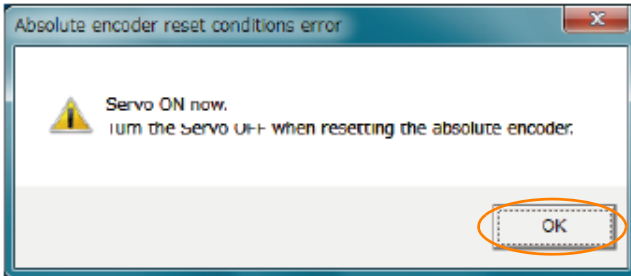 Absolute encoder reset conditions error
Servo ON now.
Turn the Servo OFF when resetting the absolute encoder.
OK